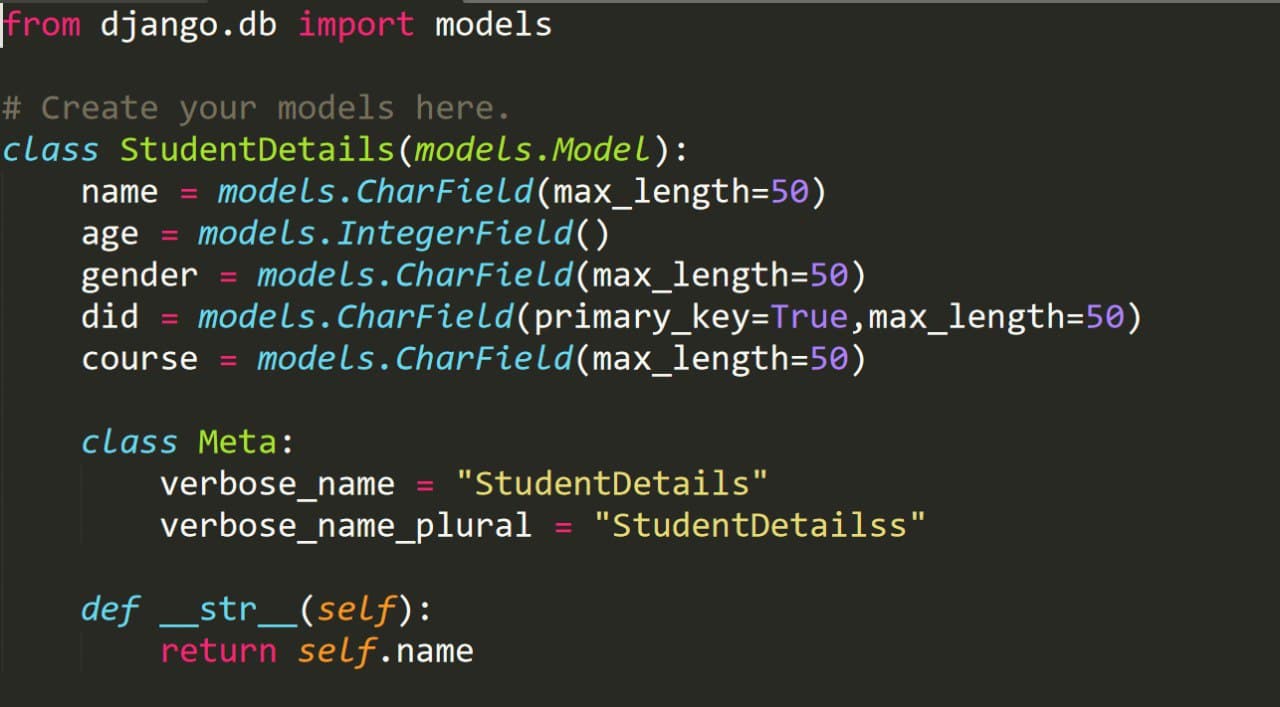 from django.db import models
# Create your models here.
class StudentDetails(models.Model):
    name = models.CharField(max_length=50)
    age = models.IntegerField()
    gender = models.CharField(max_length=50)
    did = models.CharField(primary_key=True,max_length=50)
    course = models.CharField(max_length=50)
    class Meta:
        verbose_name = "StudentDetails"
        verbose_name_plural = "StudentDetailss"
    def __str__(self):
        return self.name